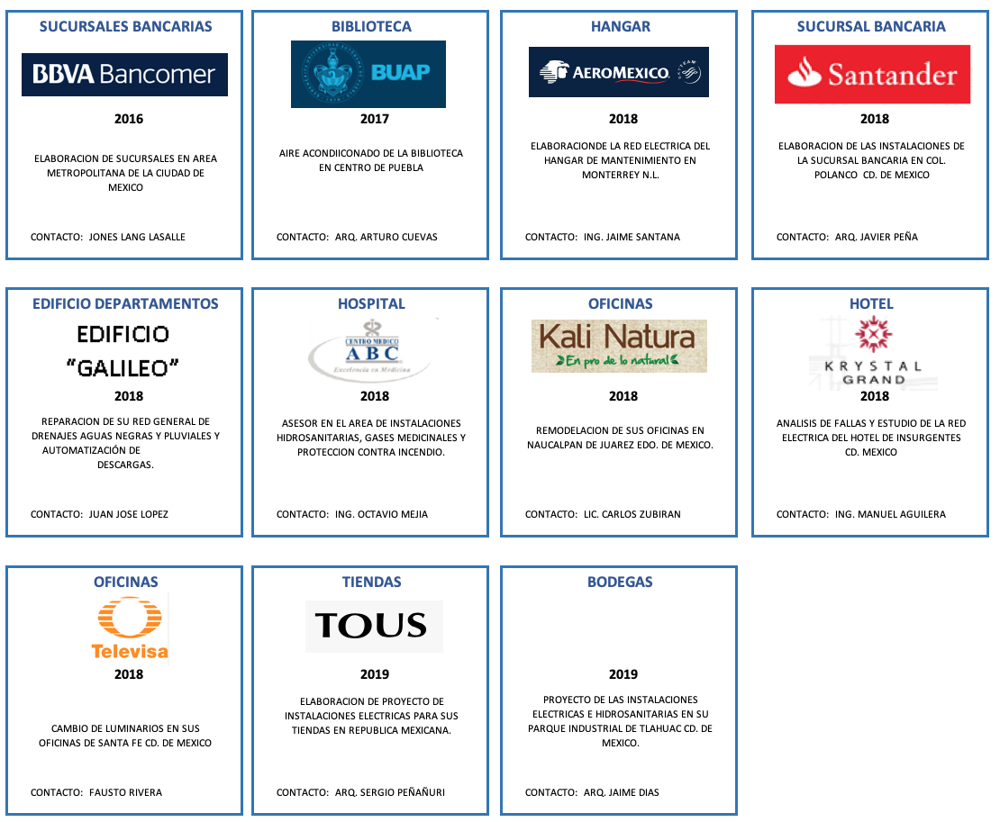 SUCURSALES BANCARIAS
BBVA Bancomer
2016
ELABORACION DE SUCURSALES EN AREA
METROPOLITANA DE LA CIUDAD DE
MEXICO
CONTACTO: JONES LANG LASALLE
BIBLIOTECA
BUAP
2017
AIRE ACONDIICONADO DE LA BIBLIOTECA
EN CENTRO DE PUEBLA
CONTACTO: ARQ. ARTURO CUEVAS
HANGAR
AEROMEXICO
2018
ELABORACIONDE LA RED ELECTRICA DEL
HANGAR DE MANTENIMIENTO EN
MONTERREY N.L.
CONTACTO: ING. JAIME SANTANA
SUCURSAL BANCARIA
Santander
2018
ELABORACION DE LAS INSTALACIONES DE
LA SUCURSAL BANCARIA EN COL.
POLANCO CD. DE MEXICO
CONTACTO: ARQ. JAVIER PEÑA
EDIFICIO DEPARTAMENTOS
EDIFICIO
“GALILEO”
2018
REPARACION DE SU RED GENERAL DE
DRENAJES AGUAS NEGRAS Y PLUVIALES Y
AUTOMATIZACIÓN DE
DESCARGAS.
CONTACTO: JUAN JOSE LOPEZ
HOSPITAL
CENTRO MEDICO
ABC
Excelencia en Medicina
2018
ASESOR EN EL AREA DE INSTALACIONES
HIDROSANITARIAS, GASES MEDICINALES Y
PROTECCION CONTRA INCENDIO.
CONTACTO: ING. OCTAVIO MEJIA
OFICINAS
Kali Natura
En pro de lo natural
2018
REMODELACION DE SUS OFICINAS EN
NAUCALPAN DE JUAREZ EDO. DE MEXICO.
CONTACTO: LIC. CARLOS ZUBIRAN
HOTEL
KRYSTAL
GRAND
2018
ANALISIS DE FALLAS Y ESTUDIO DE LA RED
ELECTRICA DEL HOTEL DE INSURGENTES
CD. MEXICO
CONTACTO: ING. MANUEL AGUILERA
OFICINAS
Televisa
2018
CAMBIO DE LUMINARIOS EN SUS
OFICINAS DE SANTA FE CD. DE MEXICO
CONTACTO: FAUSTO RIVERA
TIENDAS
TOUS
2019
ELABORACION DE PROYECTO DE
INSTALACIONES ELECTRICAS PARA SUS
TIENDAS EN REPUBLICA MEXICANA.
CONTACTO: ARQ. SERGIO PEÑAÑURI
BODEGAS
2019
PROYECTO DE LAS INSTALACIONES
ELECTRICAS E HIDROSANITARIAS EN SU
PARQUE INDUSTRIAL DE TLAHUAC CD. DE
MEXICO.
CONTACTO: ARQ. JAIME DIAS